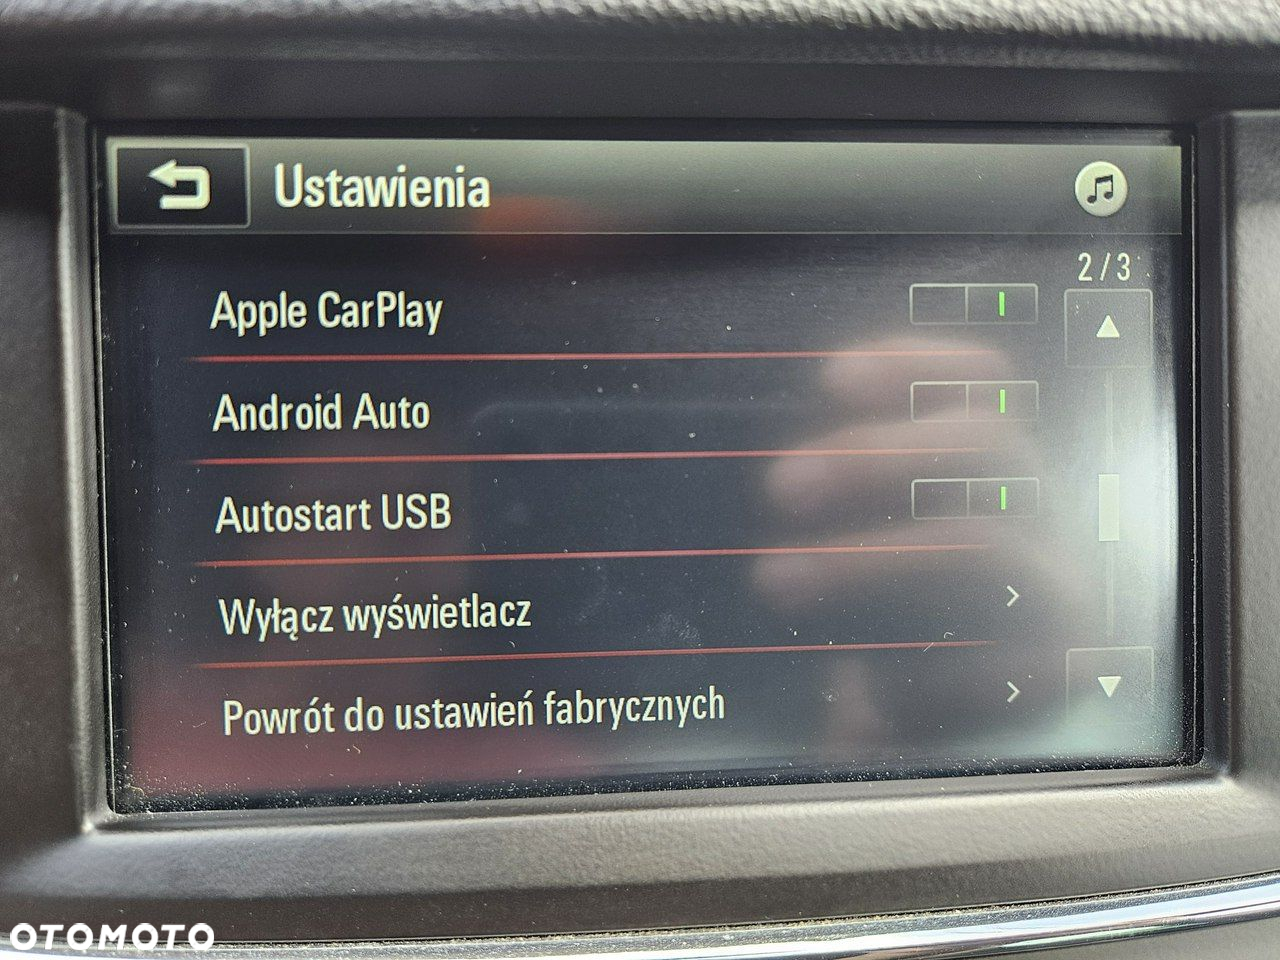 Ustawienia
2/3
Apple CarPlay
Android Auto
Autostart USB
Wyłącz wyświetlacz
Powrót do ustawień fabrycznych
OTOMOTO